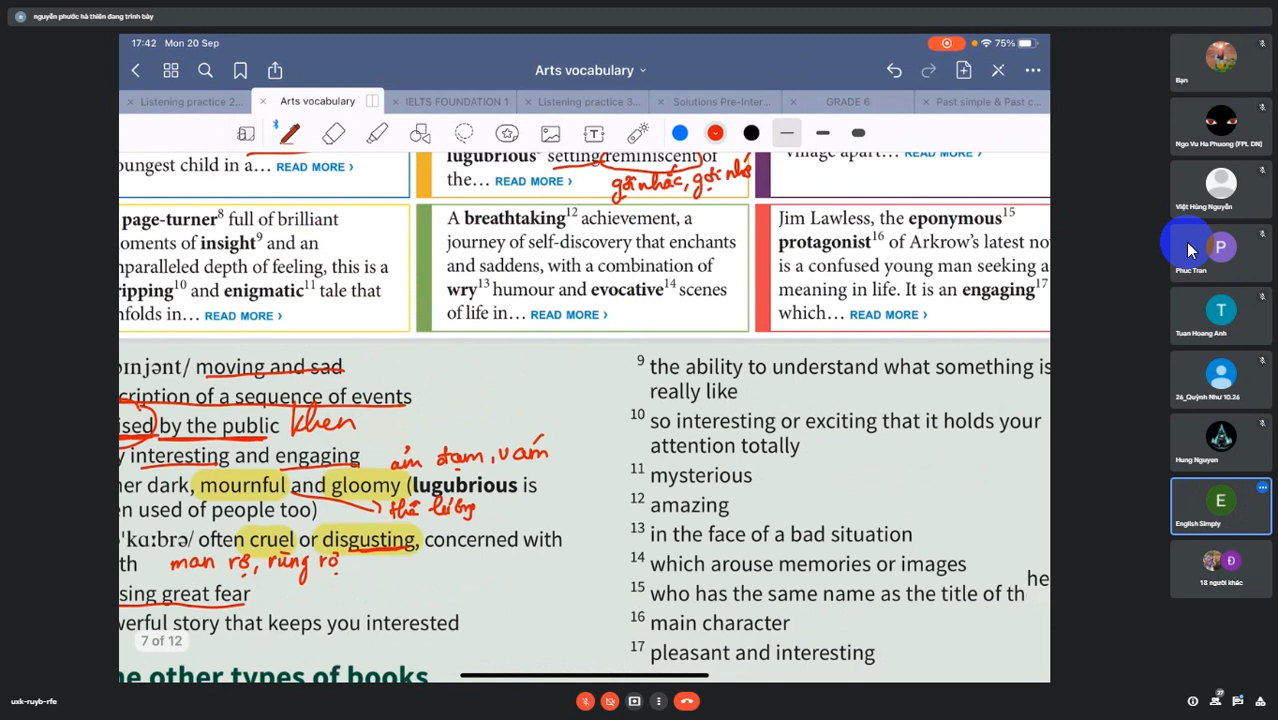 nguyễn phước hà thiên đang trình bày
17:42 Mon 20 Sep
75%
Arts vocabulary
Listening practice 2...
Arts vocabulary
IELTS FOUNDATION 1
Listening practice 3...
Solutions Pre-Inter...
GRADE 6
Past simple & Past c...
oungest child in a... READ MORE ›
lugubrious setting reminiscent of
the... READ MORE ›
gợi nhắc, gợi nhớ
village apart... READ MORE ›
page-turner8 full of brilliant
oments of insight9 and an
nparalleled depth of feeling, this is a
ripping10 and enigmatic11 tale that
nfolds in... READ MORE ›
A breathtaking12 achievement, a
journey of self-discovery that enchants
and saddens, with a combination of
wry13 humour and evocative14 scenes
of life in... READ MORE ›
Jim Lawless, the eponymous15
protagonist16 of Arkrow's latest no
is a confused young man seeking a
meaning in life. It is an engaging17
which... READ MORE ›
ɔɪnjənt/ moving and sad
cription of a sequence of events
ised by the public khen
y interesting and engaging
ảm đạm, u ám
her dark, mournful and gloomy (lugubrious is
en used of people too)
thê lương
ə'kɑːbrə/ often cruel or disgusting, concerned with
th man rợ, rùng rợ
sing great fear
werful story that keeps you interested
7 of 12
he other types of books
9 the ability to understand what something is
really like
10 so interesting or exciting that it holds your
attention totally
11 mysterious
12 amazing
13 in the face of a bad situation
14 which arouse memories or images
15 who has the same name as the title of th
he
16 main character
17 pleasant and interesting
Bạn
Ngo Vu Ha Phuong (FPL DN)
Việt Hùng Nguyễn
P
Phuc Tran
T
Tuan Hoang Anh
26_Quỳnh Như 10.26
Hung Nguyen
E
English Simply
Đ
18 người khác
uxk-ruyb-rfe
27